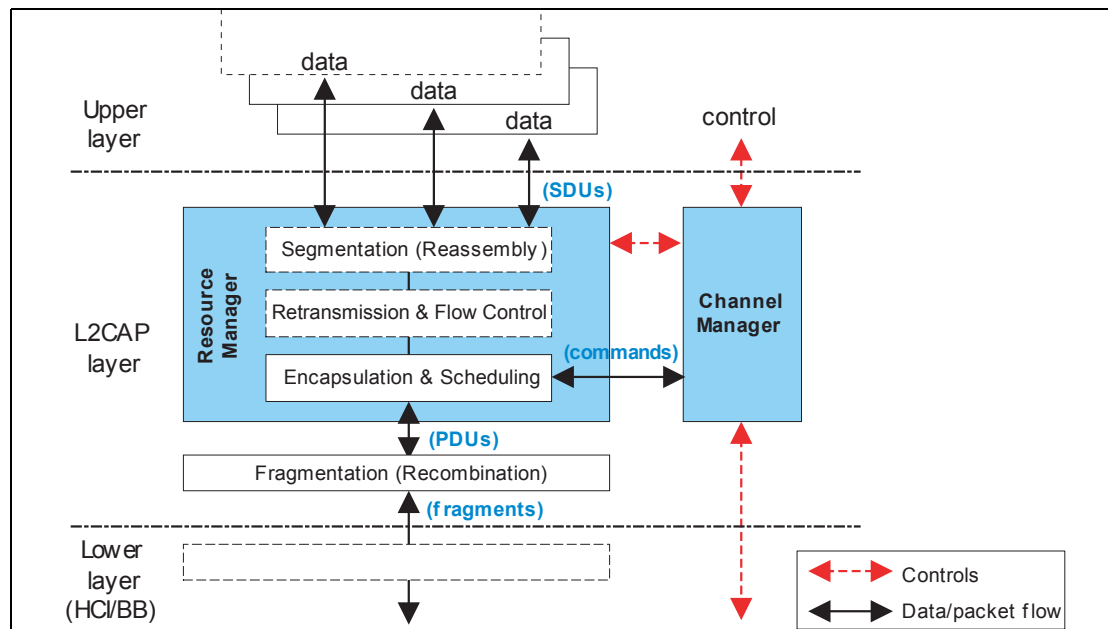 data
data
data
Upper
layer
control
(SDUs)
Segmentation (Reassembly)
Retransmission & Flow Control
Encapsulation & Scheduling
Resource
Manager
Channel
Manager
(commands)
L2CAP
layer
(PDUs)
Fragmentation (Recombination)
(fragments)
Lower
layer
(HCI/BB)
Controls
Data/packet flow